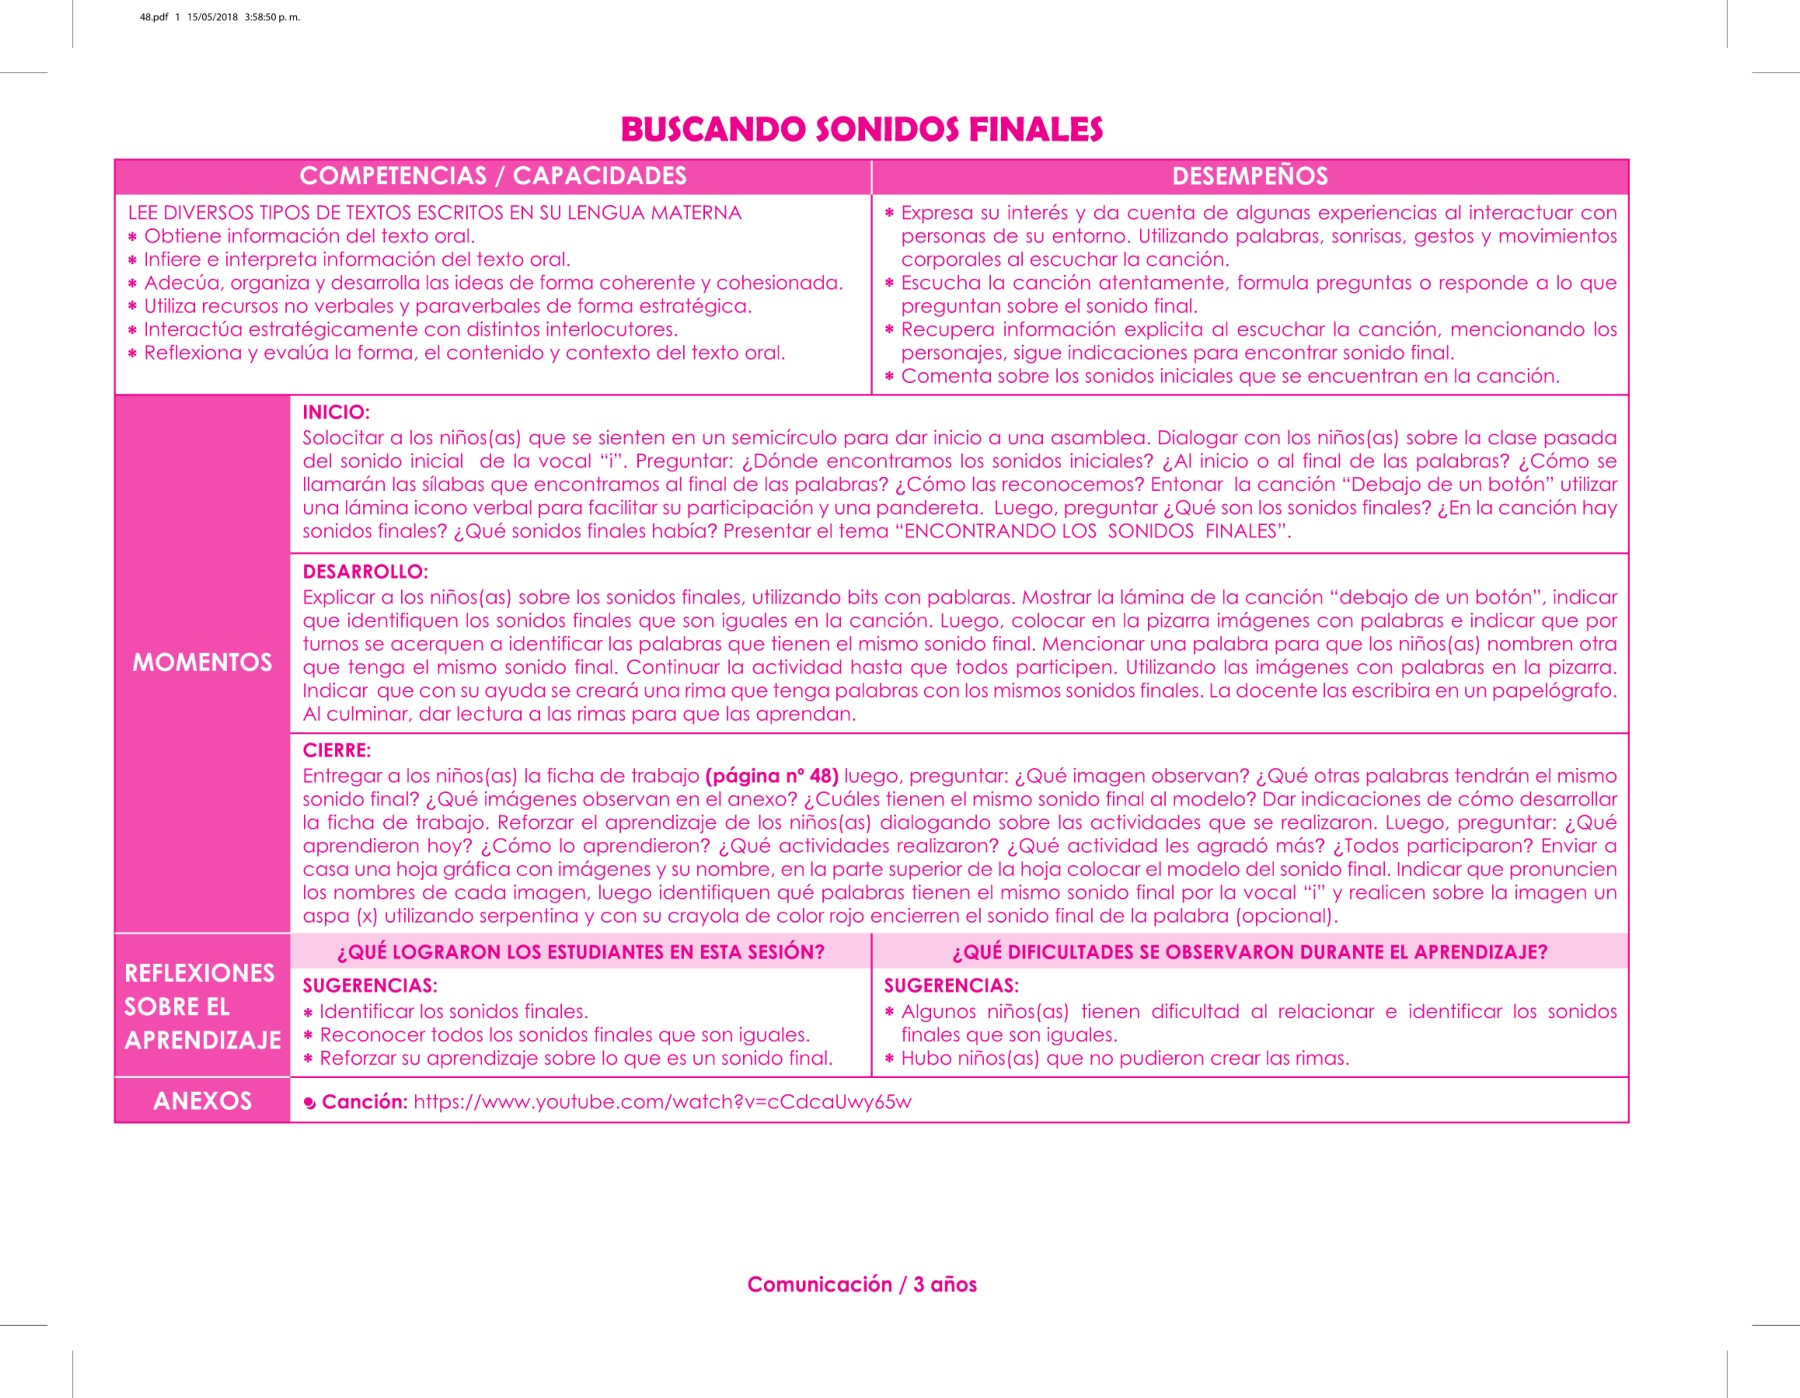 48.pdf 1 15/05/2018 3:58:50 p. m.
BUSCANDO SONIDOS FINALES
COMPETENCIAS / CAPACIDADES
LEE DIVERSOS TIPOS DE TEXTOS ESCRITOS EN SU LENGUA MATERNA
* Obtiene información del texto oral.
* Infiere e interpreta información del texto oral.
* Adecúa, organiza y desarrolla las ideas de forma coherente y cohesionada.
* Utiliza recursos no verbales y paraverbales de forma estratégica.
* Interactúa estratégicamente con distintos interlocutores.
* Reflexiona y evalúa la forma, el contenido y contexto del texto oral.
DESEMPEÑOS
* Expresa su interés y da cuenta de algunas experiencias al interactuar con
personas de su entorno. Utilizando palabras, sonrisas, gestos y movimientos
corporales al escuchar la canción.
* Escucha la canción atentamente, formula preguntas o responde a lo que
preguntan sobre el sonido final.
* Recupera información explicita al escuchar la canción, mencionando los
personajes, sigue indicaciones para encontrar sonido final.
* Comenta sobre los sonidos iniciales que se encuentran en la canción.
MOMENTOS
INICIO:
Solocitar a los niños(as) que se sienten en un semicírculo para dar inicio a una asamblea. Dialogar con los niños(as) sobre la clase pasada
del sonido inicial de la vocal “i”. Preguntar: ¿Dónde encontramos los sonidos iniciales? ¿Al inicio o al final de las palabras? ¿Cómo se
llamarán las sílabas que encontramos al final de las palabras? ¿Cómo las reconocemos? Entonar la canción “Debajo de un botón” utilizar
una lámina icono verbal para facilitar su participación y una pandereta. Luego, preguntar ¿Qué son los sonidos finales? ¿En la canción hay
sonidos finales? ¿Qué sonidos finales había? Presentar el tema “ENCONTRANDO LOS SONIDOS FINALES”.
DESARROLLO:
Explicar a los niños(as) sobre los sonidos finales, utilizando bits con pablaras. Mostrar la lámina de la canción “debajo de un botón”, indicar
que identifiquen los sonidos finales que son iguales en la canción. Luego, colocar en la pizarra imágenes con palabras e indicar que por
turnos se acerquen a identificar las palabras que tienen el mismo sonido final. Mencionar una palabra para que los niños(as) nombren otra
que tenga el mismo sonido final. Continuar la actividad hasta que todos participen. Utilizando las imágenes con palabras en la pizarra.
Indicar que con su ayuda se creará una rima que tenga palabras con los mismos sonidos finales. La docente las escribira en un papelógrafo.
Al culminar, dar lectura a las rimas para que las aprendan.
CIERRE:
Entregar a los niños(as) la ficha de trabajo (página nº 48) luego, preguntar: ¿Qué imagen observan? ¿Qué otras palabras tendrán el mismo
sonido final? ¿Qué imágenes observan en el anexo? ¿Cuáles tienen el mismo sonido final al modelo? Dar indicaciones de cómo desarrollar
la ficha de trabajo. Reforzar el aprendizaje de los niños(as) dialogando sobre las actividades que se realizaron. Luego, preguntar: ¿Qué
aprendieron hoy? ¿Cómo lo aprendieron? ¿Qué actividades realizaron? ¿Qué actividad les agradó más? ¿Todos participaron? Enviar a
casa una hoja gráfica con imágenes y su nombre, en la parte superior de la hoja colocar el modelo del sonido final. Indicar que pronuncien
los nombres de cada imagen, luego identifiquen qué palabras tienen el mismo sonido final por la vocal “i” y realicen sobre la imagen un
aspa (x) utilizando serpentina y con su crayola de color rojo encierren el sonido final de la palabra (opcional).
REFLEXIONES
SOBRE EL
APRENDIZAJE
¿QUÉ LOGRARON LOS ESTUDIANTES EN ESTA SESIÓN?
SUGERENCIAS:
* Identificar los sonidos finales.
* Reconocer todos los sonidos finales que son iguales.
* Reforzar su aprendizaje sobre lo que es un sonido final.
¿QUÉ DIFICULTADES SE OBSERVARON DURANTE EL APRENDIZAJE?
SUGERENCIAS:
* Algunos niños(as) tienen dificultad al relacionar e identificar los sonidos
finales que son iguales.
* Hubo niños(as) que no pudieron crear las rimas.
ANEXOS
Canción: https://www.youtube.com/watch?v=cCdcaUwy65w
Comunicación / 3 años